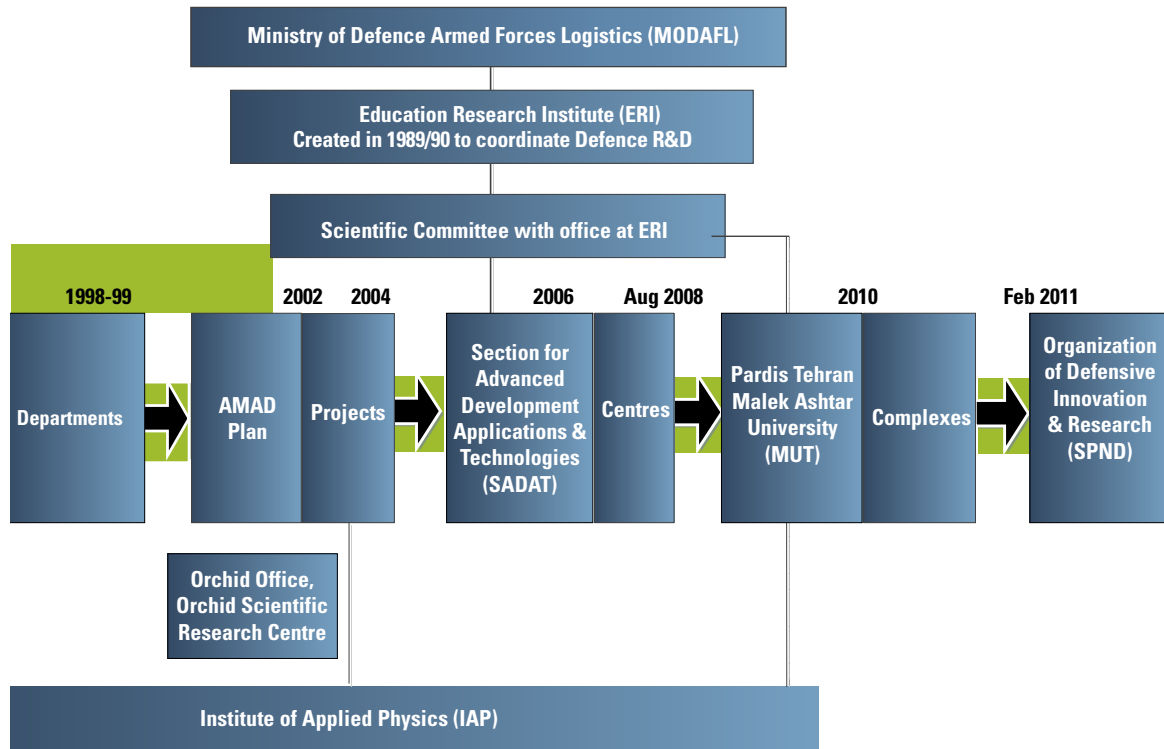 Ministry of Defence Armed Forces Logistics (MODAFL)
Education Research Institute (ERI)
Created in 1989/90 to coordinate Defence R&D
Scientific Committee with office at ERI
1998-99
2002
2004
2006
Aug 2008
2010
Feb 2011
Departments
AMAD
Plan
Projects
Section for
Advanced
Development
Applications &
Technologies
(SADAT)
Centres
Pardis Tehran
Malek Ashtar
University
(MUT)
Complexes
Organization
of Defensive
Innovation
& Research
(SPND)
Orchid Office,
Orchid Scientific
Research Centre
Institute of Applied Physics (IAP)